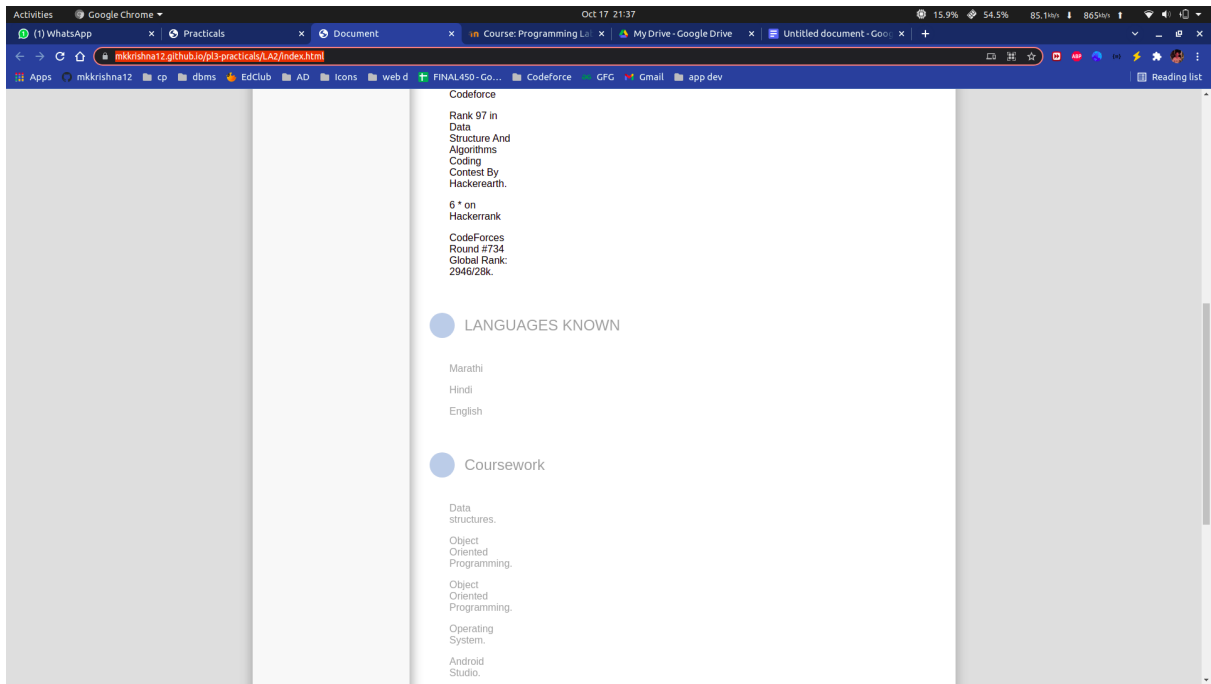 Activities Google Chrome Oct 17 21:37 15.9% 54.5% 85.1kb/s 865kb/s
(1) WhatsApp Practicals Document Course: Programming La My Drive - Google Drive Untitled document - Goog
mkkrishna12.github.io/pl3-practicals/LA2/index.html
Apps mkkrishna12 cp dbms EdClub AD Icons web d FINAL450 - Go... Codeforce GFG Gmail app dev Reading list
Codeforce
Rank 97 in
Data
Structure And
Algorithms
Coding
Contest By
Hackerearth.
6 * on
Hackerrank
CodeForces
Round #734
Global Rank:
2946/28k.
LANGUAGES KNOWN
Marathi
Hindi
English
Coursework
Data
structures.
Object
Oriented
Programming.
Object
Oriented
Programming.
Operating
System.
Android
Studio.